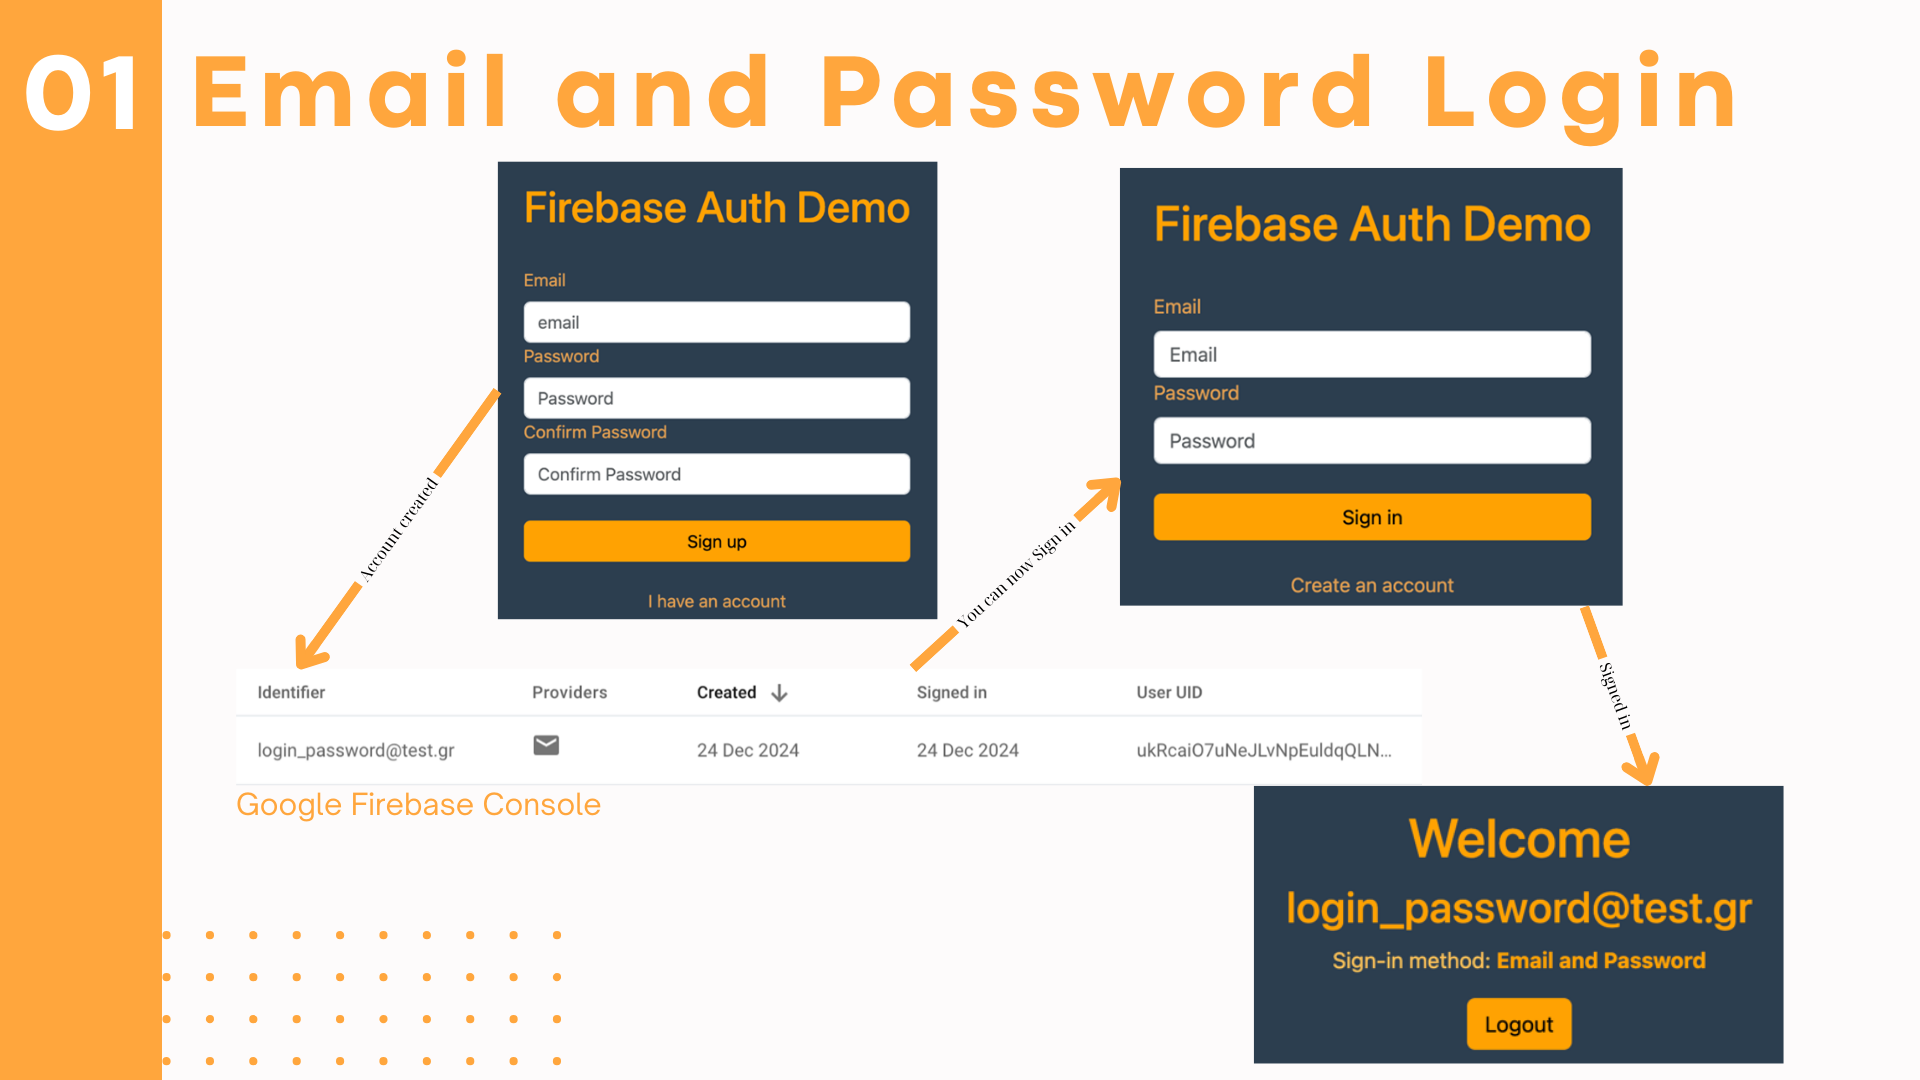 01 Email and Password Login
Firebase Auth Demo
Email
email
Password
Password
Confirm Password
Confirm Password
Sign up
I have an account
Account created
Identifier Providers Created Signed in User UID
login_password@test.gr 24 Dec 2024 24 Dec 2024 ukRcaiO7uNeJLvNpEuldqQLN...
Google Firebase Console
You can now Sign in
Firebase Auth Demo
Email
Email
Password
Password
Sign in
Create an account
Signed in
Welcome
login_password@test.gr
Sign-in method: Email and Password
Logout